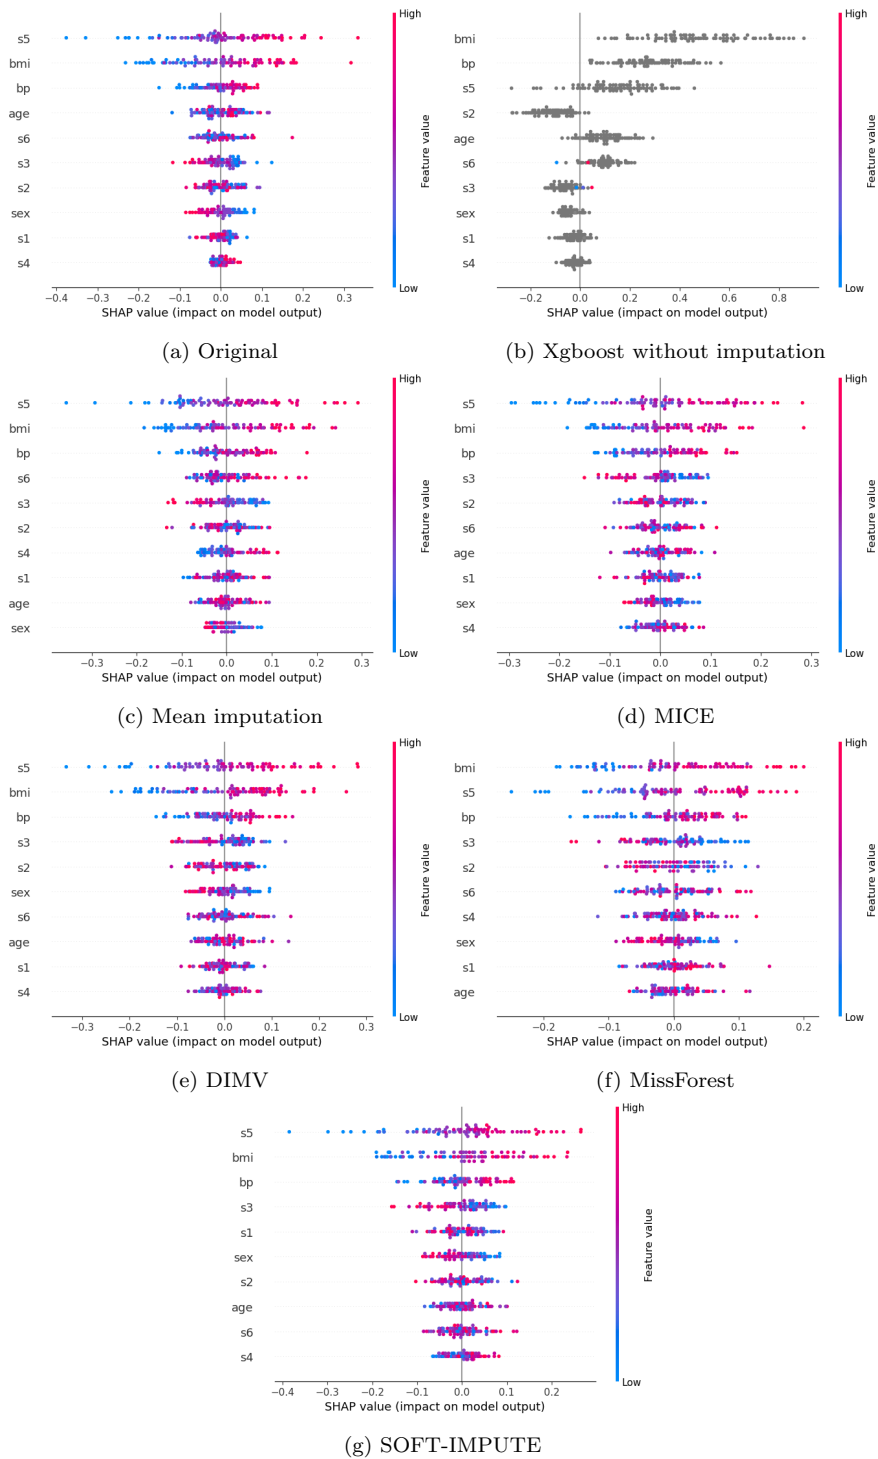 High
s5
bmi
bp
age
s6
s3
s2
sex
s1
s4
Feature value
Low
−0.4 −0.3 −0.2 −0.1 0.0 0.1 0.2 0.3
SHAP value (impact on model output)
(a) Original
High
bmi
bp
s5
s2
age
s6
s3
sex
s1
s4
Feature value
Low
−0.2 0.0 0.2 0.4 0.6 0.8
SHAP value (impact on model output)
(b) Xgboost without imputation
High
s5
bmi
bp
s6
s3
s2
s4
s1
age
sex
Feature value
Low
−0.3 −0.2 −0.1 0.0 0.1 0.2 0.3
SHAP value (impact on model output)
(c) Mean imputation
High
s5
bmi
bp
s3
s2
s6
age
s1
sex
s4
Feature value
Low
−0.3 −0.2 −0.1 0.0 0.1 0.2 0.3
SHAP value (impact on model output)
(d) MICE
High
s5
bmi
bp
s3
s2
sex
s6
age
s1
s4
Feature value
Low
−0.3 −0.2 −0.1 0.0 0.1 0.2 0.3
SHAP value (impact on model output)
(e) DIMV
High
bmi
s5
bp
s3
s2
s6
s4
sex
s1
age
Feature value
Low
−0.2 −0.1 0.0 0.1 0.2
SHAP value (impact on model output)
(f) MissForest
High
s5
bmi
bp
s3
s1
sex
s2
age
s6
s4
Feature value
Low
−0.4 −0.3 −0.2 −0.1 0.0 0.1 0.2
SHAP value (impact on model output)
(g) SOFT-IMPUTE